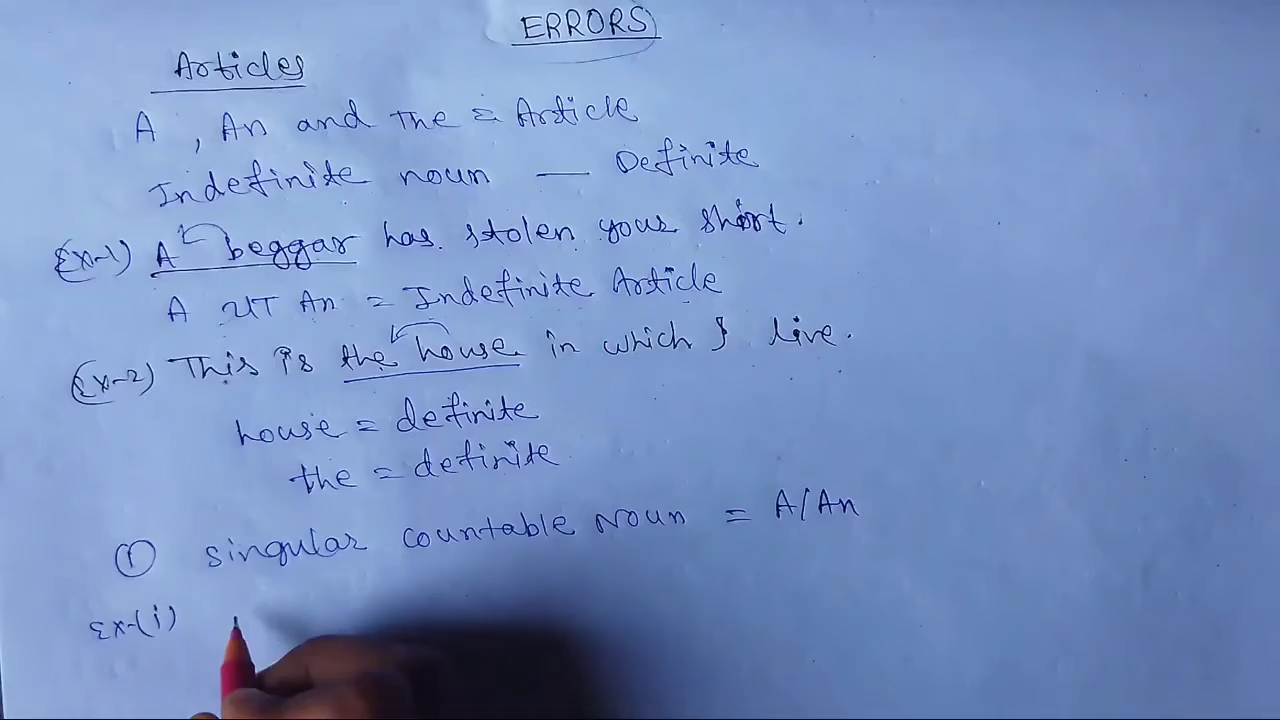 ERRORS
Articles
A, An and The = Article
Indefinite noun — Definite
Ex-1) A beggar has stolen your shirt.
A या An = Indefinite Article
Ex-2) This is the house in which I live.
house = definite
the = definite
① singular countable Noun = A/An
Ex-(i)